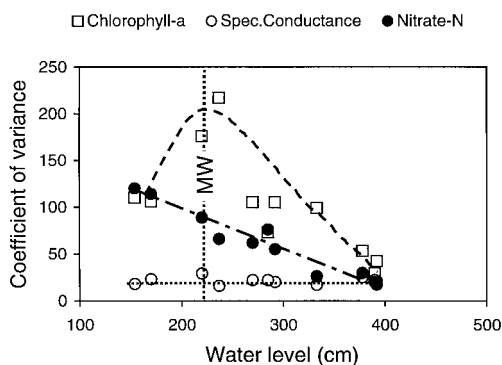 Chlorophyll-a Spec.Conductance Nitrate-N
250
200
150
100
50
0
Coefficient of variance
MW
100 200 300 400 500
Water level (cm)